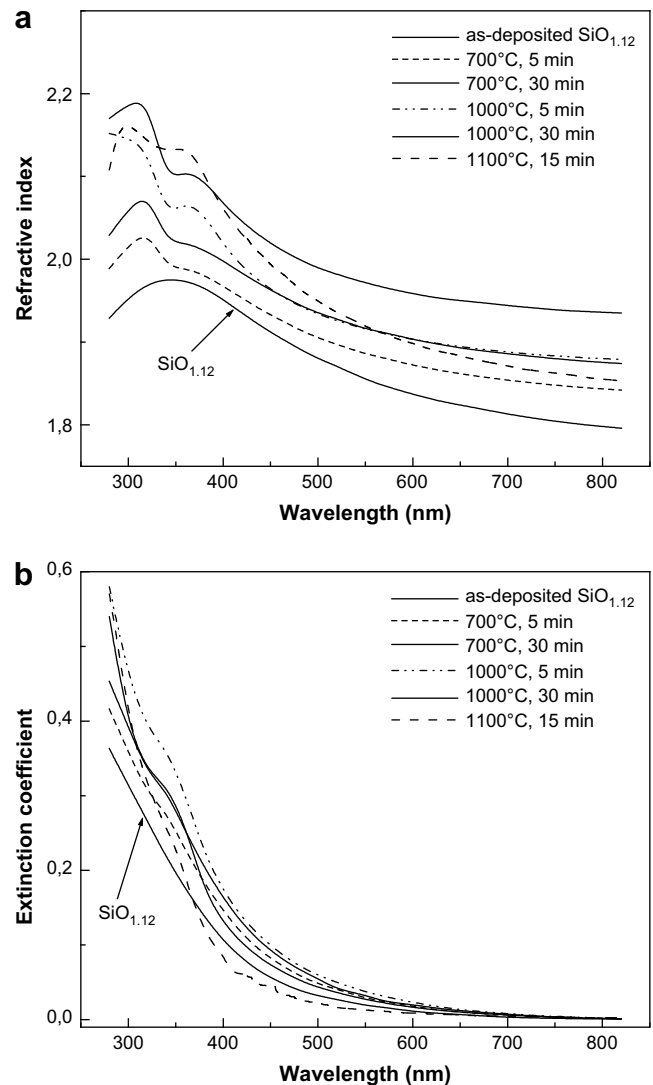 a
as-deposited SiO1.12
700°C, 5 min
700°C, 30 min
1000°C, 5 min
1000°C, 30 min
1100°C, 15 min
2,2
2,0
1,8
Refractive index
SiO1.12
300 400 500 600 700 800
Wavelength (nm)
b
as-deposited SiO1.12
700°C, 5 min
700°C, 30 min
1000°C, 5 min
1000°C, 30 min
1100°C, 15 min
0,6
0,4
0,2
0,0
Extinction coefficient
SiO1.12
300 400 500 600 700 800
Wavelength (nm)